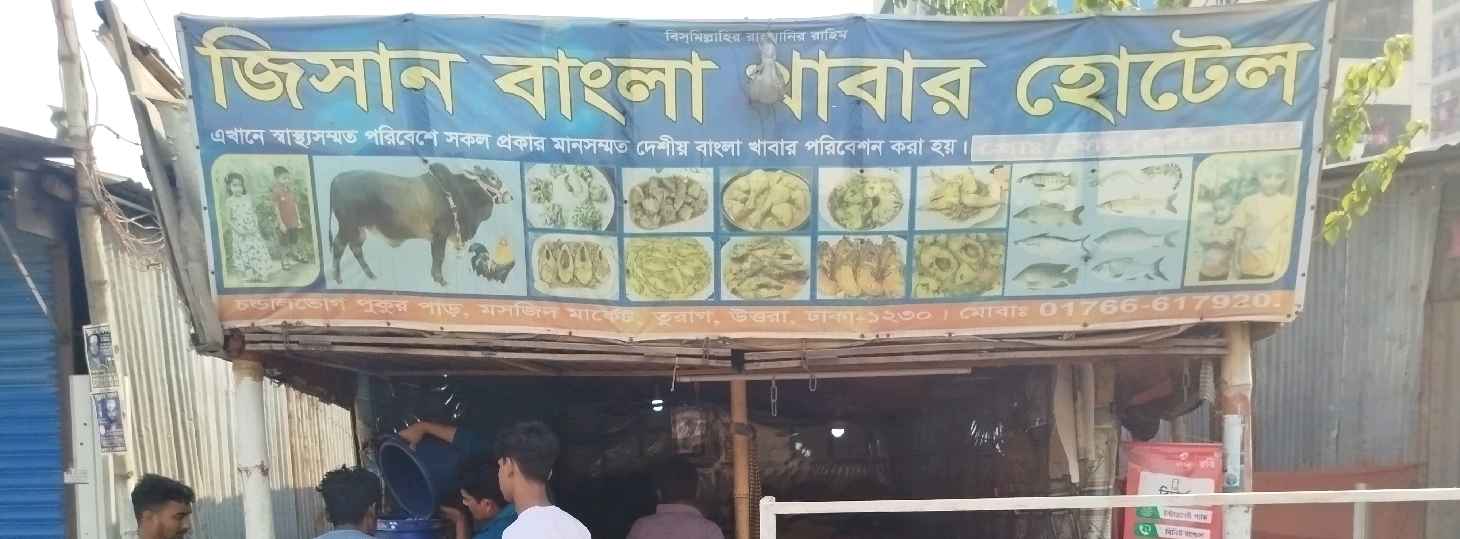 বিসমিল্লাহির রাহমানির রাহিম
জিসান বাংলা খাবার হোটেল
এখানে স্বাস্থ্যসম্মত পরিবেশে সকল প্রকার মানসম্মত দেশীয় বাংলা খাবার পরিবেশন করা হয়।
চন্ডালভোগ পুকুর পাড়, মসজিদ মার্কেট, তুরাগ, উত্তরা, ঢাকা-১২৩০। মোবাঃ 01766-617920.